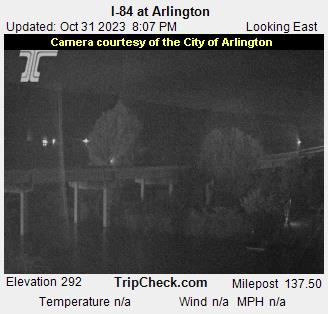 I-84 at Arlington
Updated: Oct 31 2023 8:07 PM Looking East
Camera courtesy of the City of Arlington
Elevation 292 TripCheck.com Milepost 137.50
Temperature n/a Wind n/a MPH n/a